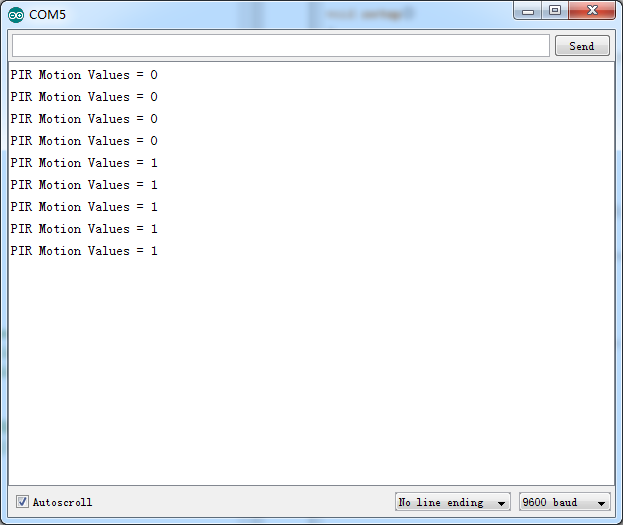 COM5
Send
PIR Motion Values = 0
PIR Motion Values = 0
PIR Motion Values = 0
PIR Motion Values = 0
PIR Motion Values = 1
PIR Motion Values = 1
PIR Motion Values = 1
PIR Motion Values = 1
PIR Motion Values = 1
Autoscroll
No line ending
9600 baud